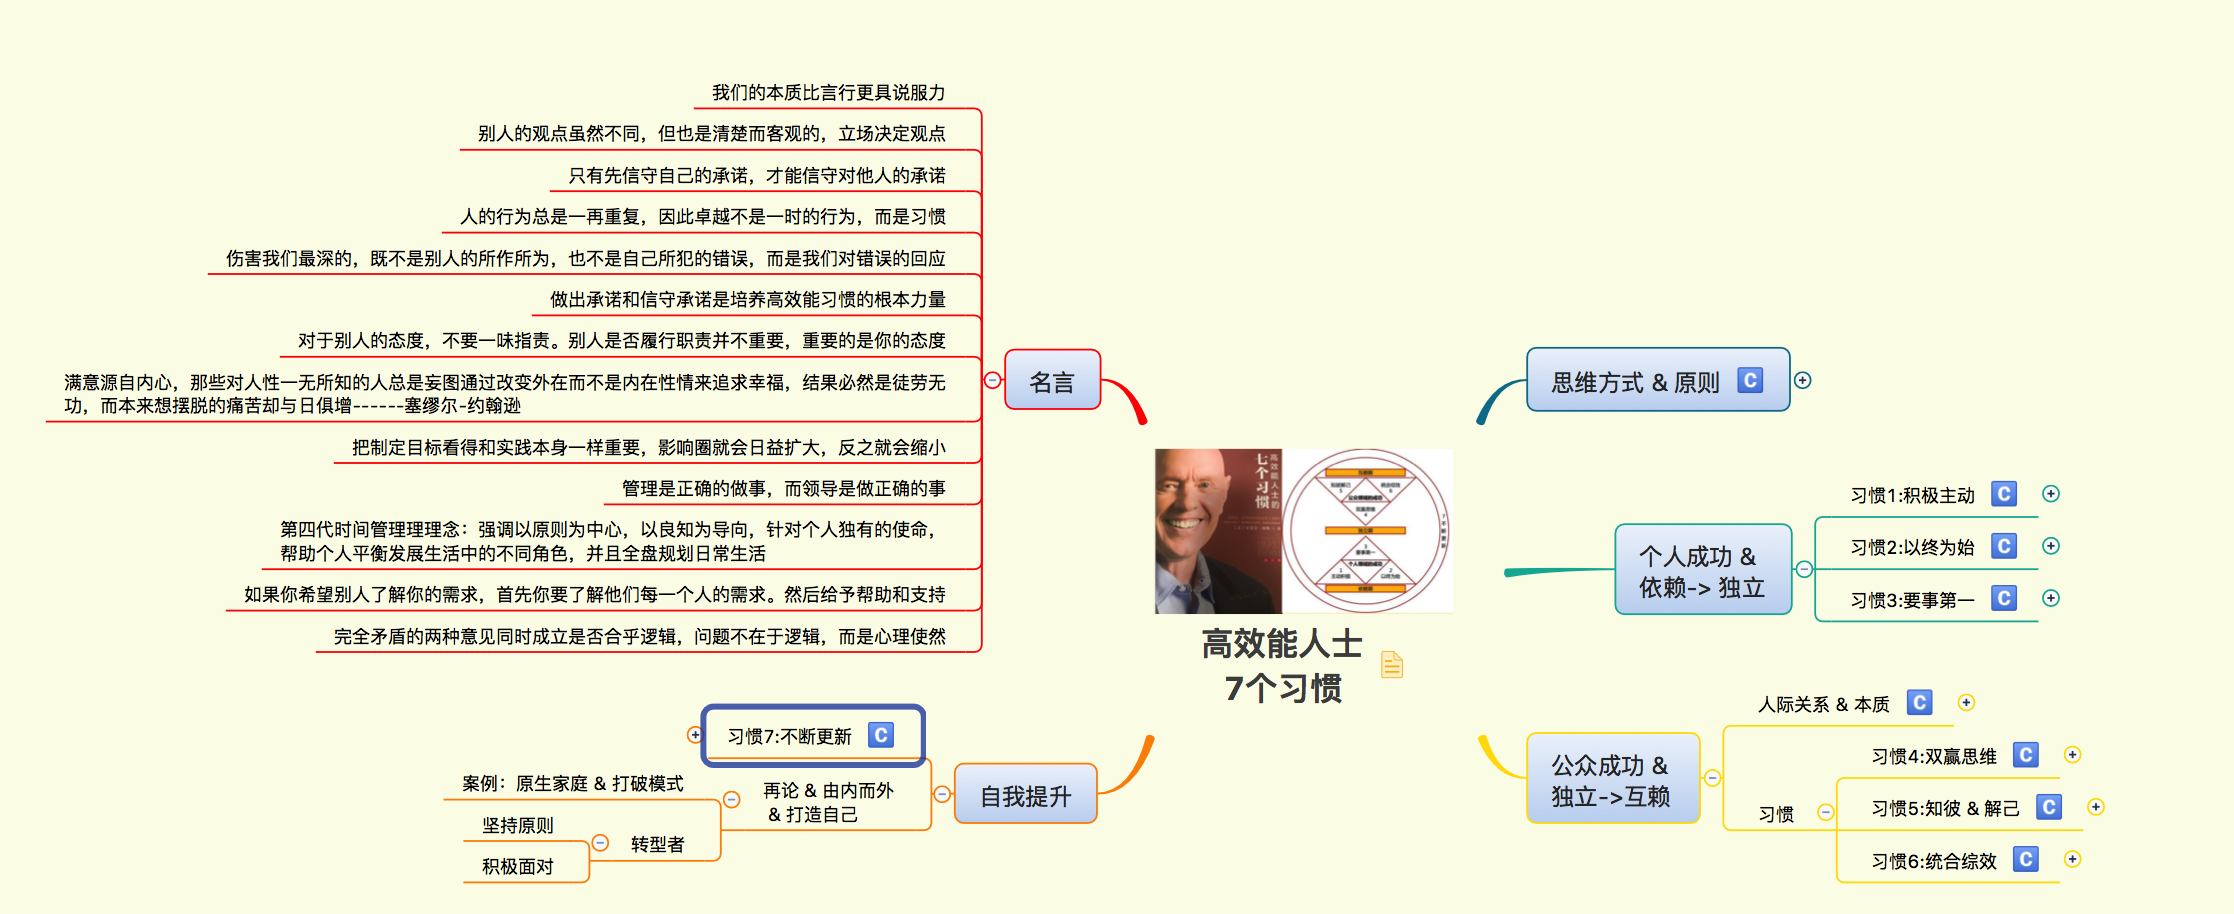 我们的本质比言行更具说服力
别人的观点虽然不同，但也是清楚而客观的，立场决定观点
只有先信守自己的承诺，才能信守对他人的承诺
人的行为总是一再重复，因此卓越不是一时的行为，而是习惯
伤害我们最深的，既不是别人的所作所为，也不是自己所犯的错误，而是我们对错误的回应
做出承诺和信守承诺是培养高效能习惯的根本力量
对于别人的态度，不要一味指责。别人是否履行职责并不重要，重要的是你的态度
满意源自内心，那些对人性一无所知的人总是妄图通过改变外在而不是内在性情来追求幸福，结果必然是徒劳无
功，而本来想摆脱的痛苦却与日俱增------塞缪尔-约翰逊
把制定目标看得和实践本身一样重要，影响圈就会日益扩大，反之就会缩小
管理是正确的做事，而领导是做正确的事
第四代时间管理理理念：强调以原则为中心，以良知为导向，针对个人独有的使命，
帮助个人平衡发展生活中的不同角色，并且全盘规划日常生活
如果你希望别人了解你的需求，首先你要了解他们每一个人的需求。然后给予帮助和支持
完全矛盾的两种意见同时成立是否合乎逻辑，问题不在于逻辑，而是心理使然
名言
习惯7:不断更新 C
案例：原生家庭 & 打破模式
再论 & 由内而外
& 打造自己
坚持原则
转型者
积极面对
自我提升
高效能人士的
七个习惯
高效能人士
7个习惯
思维方式 & 原则 C
个人成功 &
依赖-> 独立
习惯1:积极主动 C
习惯2:以终为始 C
习惯3:要事第一 C
公众成功 &
独立->互赖
人际关系 & 本质 C
习惯
习惯4:双赢思维 C
习惯5:知彼 & 解己 C
习惯6:统合综效 C